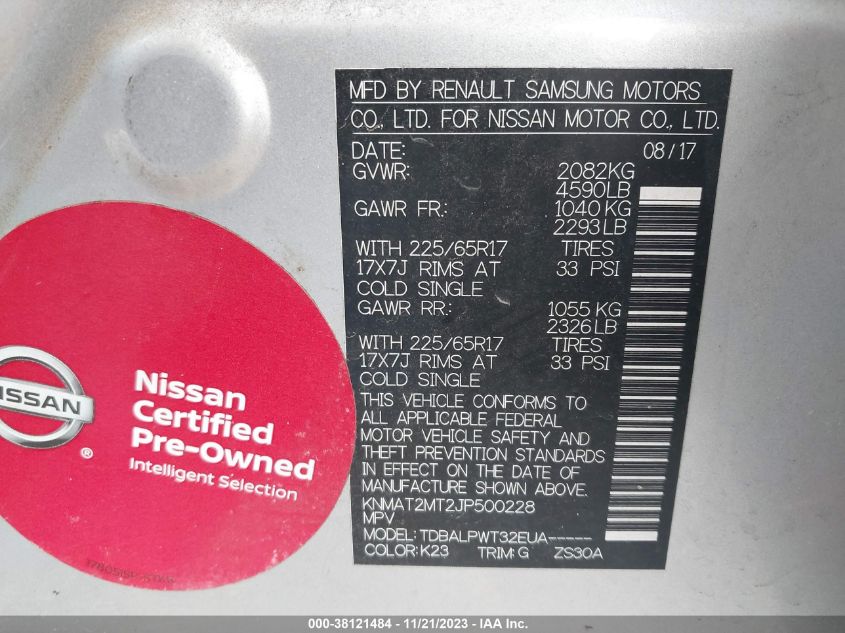 MFD BY RENAULT SAMSUNG MOTORS
CO., LTD. FOR NISSAN MOTOR CO., LTD.
DATE: 08/17
GVWR: 2082KG
4590LB
GAWR FR.: 1040 KG
2293 LB
WITH 225/65R17 TIRES
17X7J RIMS AT 33 PSI
COLD SINGLE
GAWR RR.: 1055 KG
2326 LB
WITH 225/65R17 TIRES
17X7J RIMS AT 33 PSI
COLD SINGLE
THIS VEHICLE CONFORMS TO
ALL APPLICABLE FEDERAL
MOTOR VEHICLE SAFETY AND
THEFT PREVENTION STANDARDS
IN EFFECT ON THE DATE OF
MANUFACTURE SHOWN ABOVE.
KNMAT2MT2JP500228
MPV
MODEL: TDBALPWT32EUA-----
COLOR: K23 TRIM: G ZS30A
NISSAN
®
Nissan
Certified
Pre-Owned
Intelligent Selection
000-38121484 - 11/21/2023 - IAA Inc.